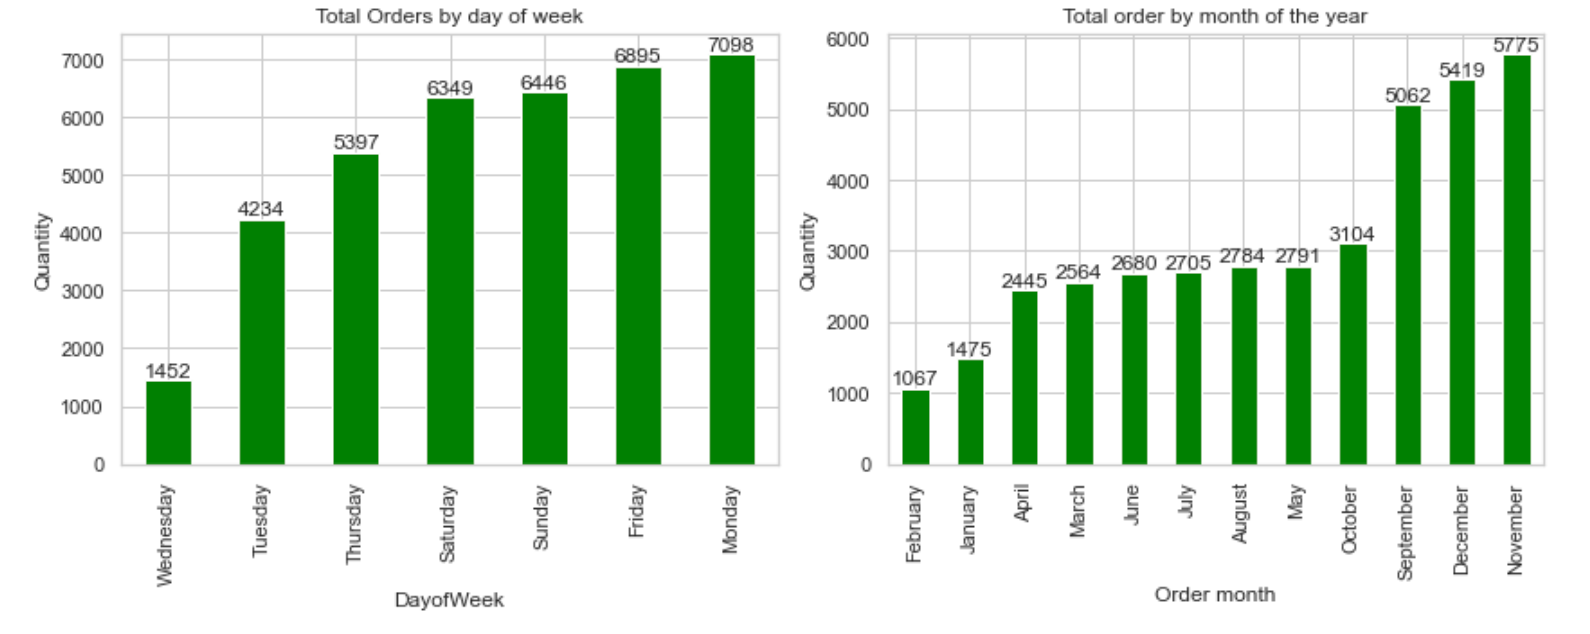 Total Orders by day of week
7000
6000
5000
4000
3000
2000
1000
0
Quantity
1452
4234
5397
6349
6446
6895
7098
Wednesday
Tuesday
Thursday
Saturday
Sunday
Friday
Monday
DayofWeek
Total order by month of the year
6000
5000
4000
3000
2000
1000
0
Quantity
1067
1475
2445
2564
2680
2705
2784
2791
3104
5062
5419
5775
February
January
April
March
June
July
August
May
October
September
December
November
Order month